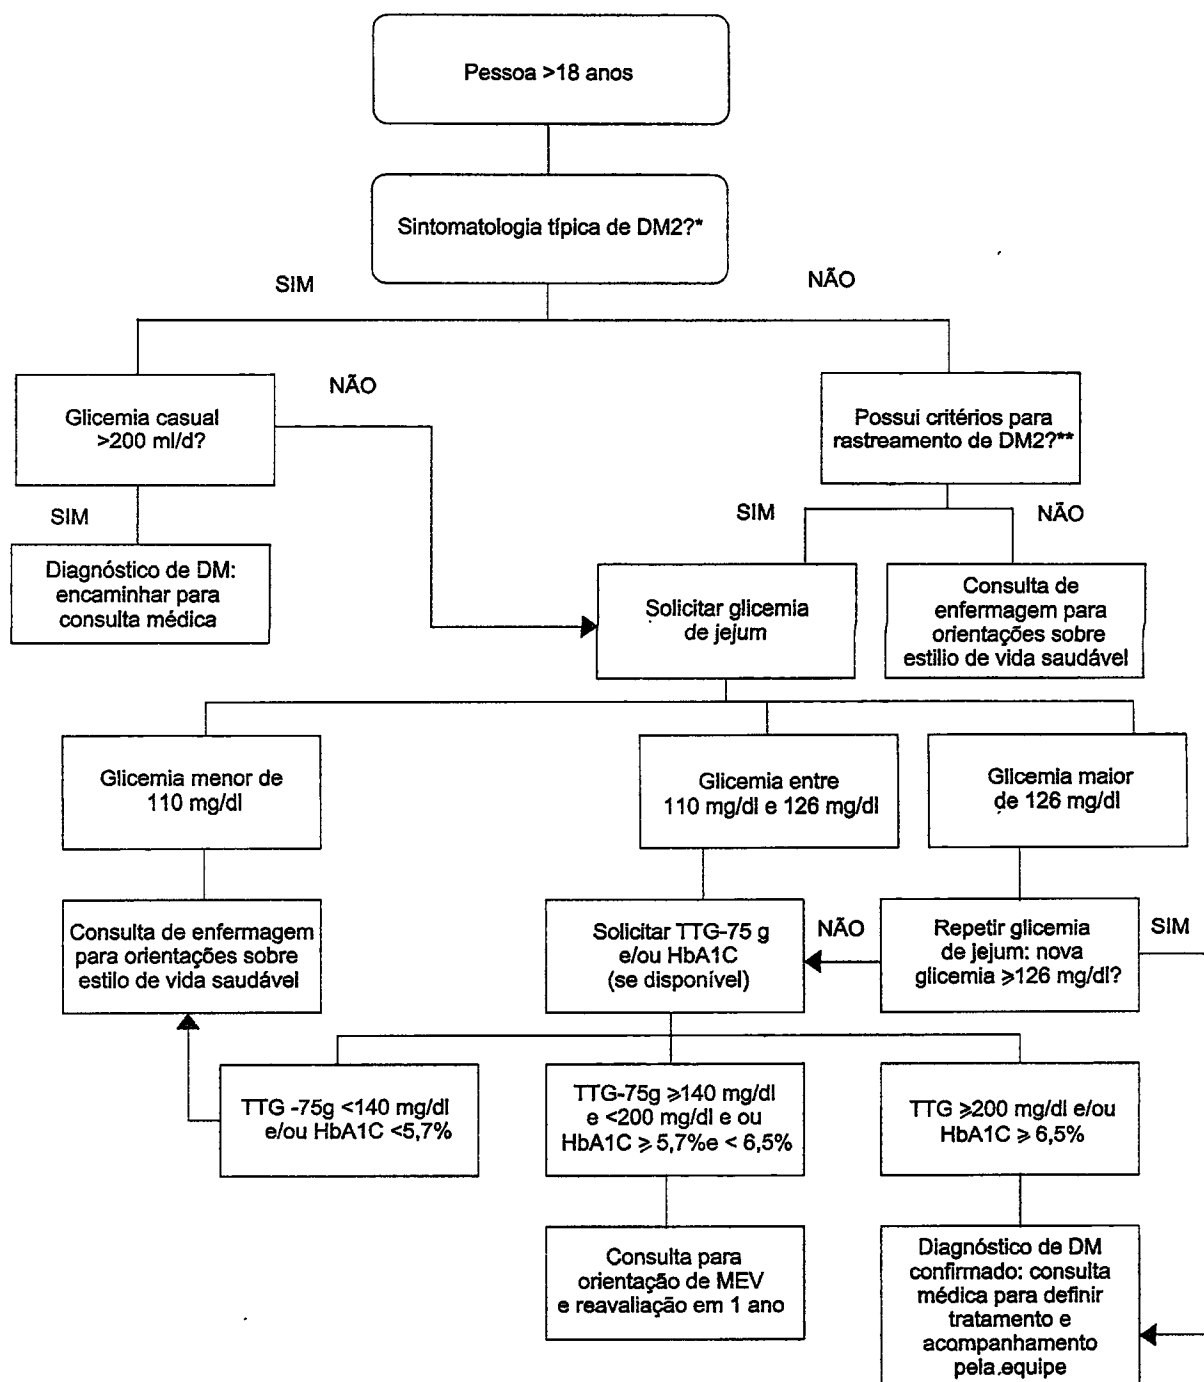 Pessoa >18 anos
Sintomatologia típica de DM2?*
SIM
NÃO
Glicemia casual
>200 ml/d?
NÃO
Possui critérios para
rastreamento de DM2?**
SIM
SIM
NÃO
Diagnóstico de DM:
encaminhar para
consulta médica
Solicitar glicemia
de jejum
Consulta de
enfermagem para
orientações sobre
estilio de vida saudável
Glicemia menor de
110 mg/dl
Glicemia entre
110 mg/dl e 126 mg/dl
Glicemia maior
de 126 mg/dl
Consulta de enfermagem
para orientações sobre
estilo de vida saudável
Solicitar TTG-75 g
e/ou HbA1C
(se disponível)
NÃO
Repetir glicemia
de jejum: nova
glicemia ⩾126 mg/dl?
SIM
TTG -75g <140 mg/dl
e/ou HbA1C <5,7%
TTG-75g ⩾140 mg/dl
e <200 mg/dl e ou
HbA1C ⩾ 5,7%e < 6,5%
TTG ⩾200 mg/dl e/ou
HbA1C ⩾ 6,5%
Consulta para
orientação de MEV
e reavaliação em 1 ano
Diagnóstico de DM
confirmado: consulta
médica para definir
tratamento e
acompanhamento
pela.equipe